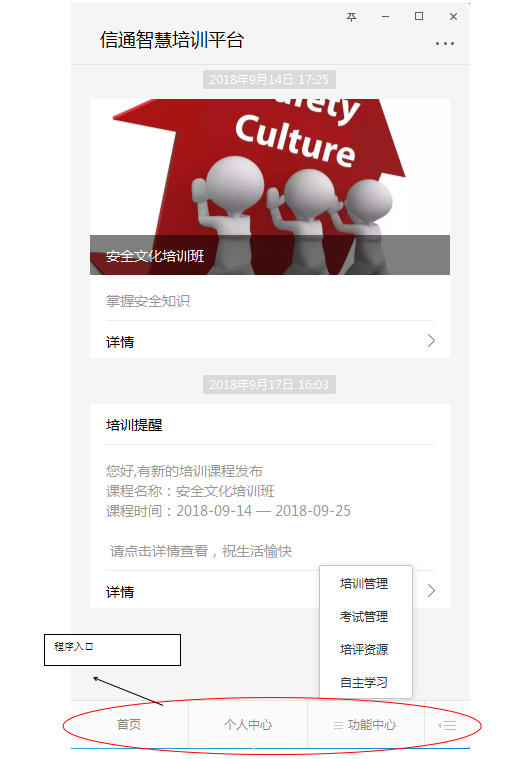 信通智慧培训平台
2018年9月14日 17:25
Safety
Culture
安全文化培训班
掌握安全知识
详情
2018年9月17日 16:03
培训提醒
您好,有新的培训课程发布
课程名称：安全文化培训班
课程时间：2018-09-14 — 2018-09-25
请点击详情查看，祝生活愉快
详情
培训管理
考试管理
培评资源
自主学习
程序入口
首页
个人中心
功能中心